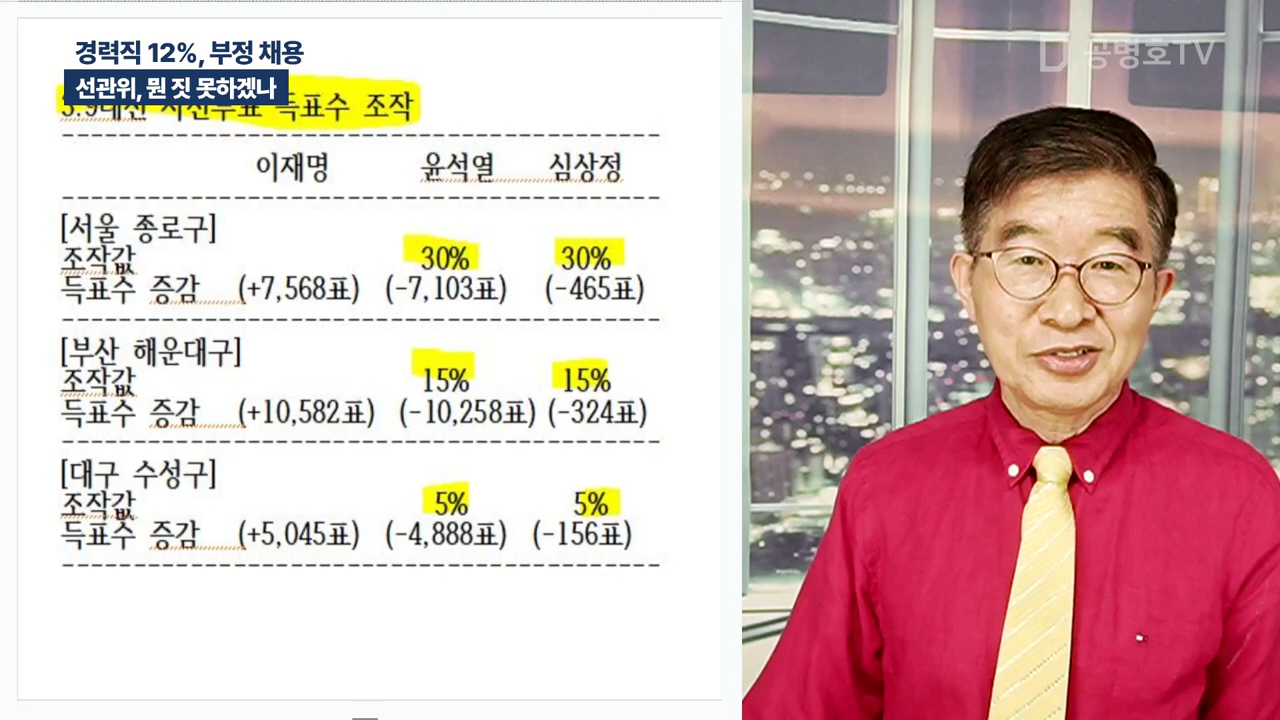 경력직 12%, 부정 채용
선관위, 뭔 짓 못하겠나
득표수 조작
공병호TV
이재명 윤석열 심상정
[서울 종로구]
조작값 30% 30%
득표수 증감 (+7,568표) (-7,103표) (-465표)
[부산 해운대구]
조작값 15% 15%
득표수 증감 (+10,582표) (-10,258표) (-324표)
[대구 수성구]
조작값 5% 5%
득표수 증감 (+5,045표) (-4,888표) (-156표)